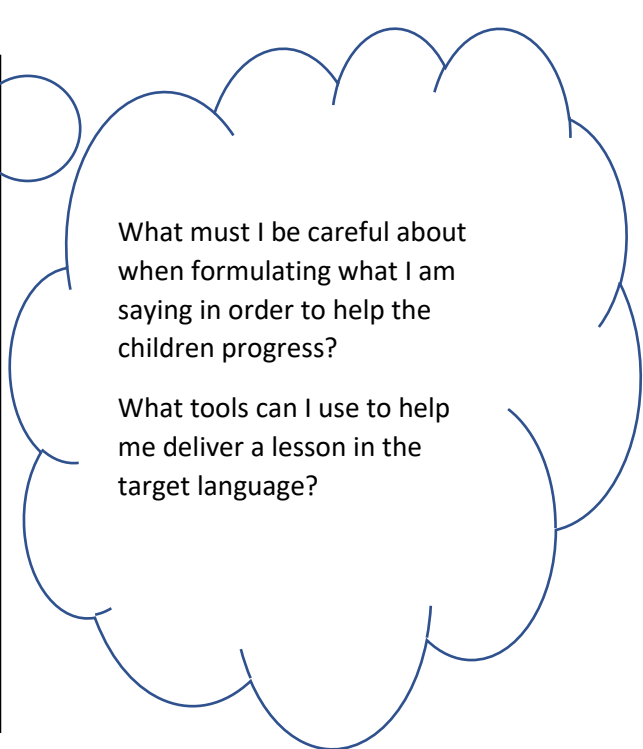 What must I be careful about
when formulating what I am
saying in order to help the
children progress?
What tools can I use to help
me deliver a lesson in the
target language?